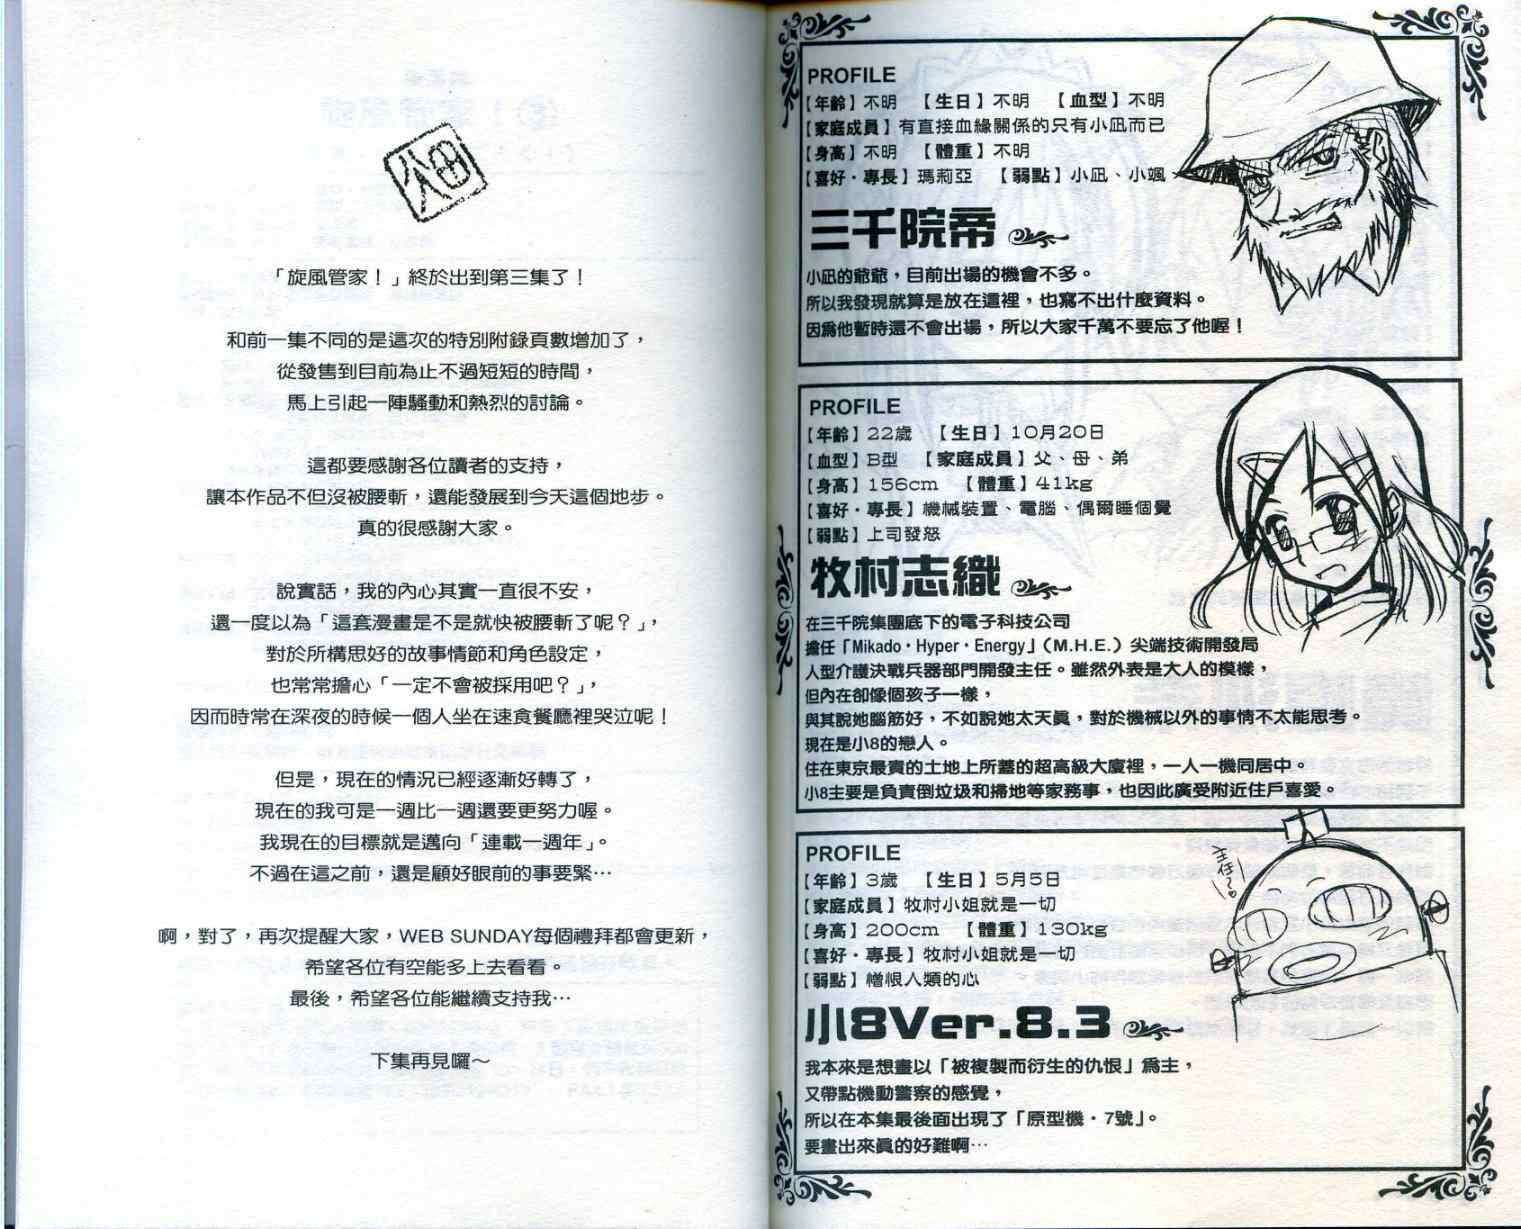 「旋風管家！」終於出到第三集了！
和前一集不同的是這次的特別附錄頁數增加了，
從發售到目前為止不過短短的時間，
馬上引起一陣騷動和熱烈的討論。
這都要感謝各位讀者的支持，
讓本作品不但沒被腰斬，還能發展到今天這個地步。
真的很感謝大家。
說實話，我的內心其實一直很不安，
還一度以為「這套漫畫是不是就快被腰斬了呢？」，
對於所構思好的故事情節和角色設定，
也常常擔心「一定不會被採用吧？」，
因而時常在深夜的時候一個人坐在速食餐廳裡哭泣呢！
但是，現在的情況已經逐漸好轉了，
現在的我可是一週比一週還要更努力喔。
我現在的目標就是邁向「連載一週年」。
不過在這之前，還是顧好眼前的事要緊…
啊，對了，再次提醒大家，WEB SUNDAY每個禮拜都會更新，
希望各位有空能多上去看看。
最後，希望各位能繼續支持我…
下集再見囉～
PROFILE
【年齡】不明　【生日】不明　【血型】不明
【家庭成員】有直接血緣關係的只有小凪而已
【身高】不明　【體重】不明
【喜好・專長】瑪莉亞　【弱點】小凪、小颯
三千院帝
小凪的爺爺，目前出場的機會不多。
所以我發現就算是放在這裡，也寫不出什麼資料。
因為他暫時還不會出場，所以大家千萬不要忘了他喔！
PROFILE
【年齡】22歲　【生日】10月20日
【血型】B型　【家庭成員】父、母、弟
【身高】156cm　【體重】41kg
【喜好・專長】機械裝置、電腦、偶爾睡個覺
【弱點】上司發怒
牧村志織
在三千院集團底下的電子科技公司
擔任「Mikado・Hyper・Energy」（M.H.E.）尖端技術開發局
人型介護決戰兵器部門開發主任。雖然外表是大人的模樣，
但內在卻像個孩子一樣，
與其說她腦筋好，不如說她太天真，對於機械以外的事情不太能思考。
現在是小8的戀人。
住在東京最貴的土地上所蓋的超高級大廈裡，一人一機同居中。
小8主要是負責倒垃圾和掃地等家務事，也因此廣受附近住戶喜愛。
PROFILE
【年齡】3歲　【生日】5月5日
【家庭成員】牧村小姐就是一切
【身高】200cm　【體重】130kg
【喜好・專長】牧村小姐就是一切
【弱點】憎恨人類的心
主任～。
小8Ver.8.3
我本來是想畫以「被複製而衍生的仇恨」為主，
又帶點機動警察的感覺，
所以在本集最後面出現了「原型機・7號」。
要畫出來真的好難啊…